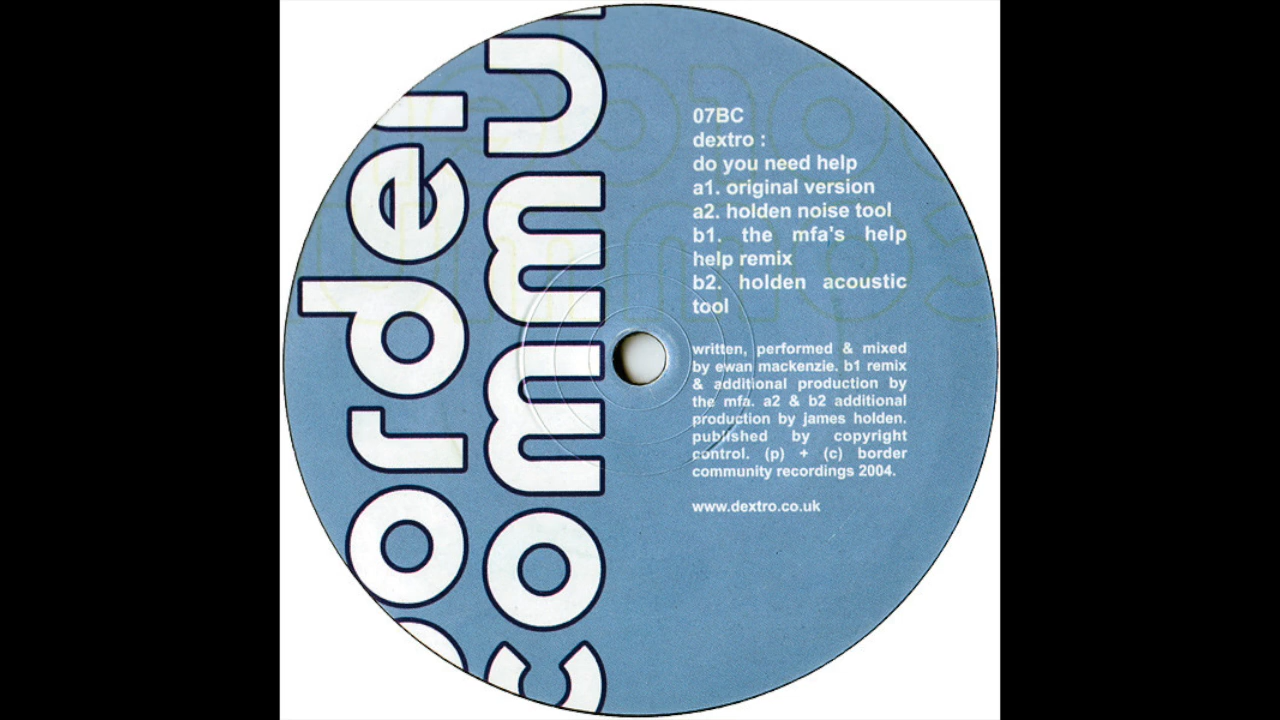 border
commun
07BC
dextro :
do you need help
a1. original version
a2. holden noise tool
b1. the mfa's help
help remix
b2. holden acoustic
tool
written, performed & mixed
by ewan mackenzie. b1 remix
& additional production by
the mfa. a2 & b2 additional
production by james holden.
published by copyright
control. (p) + (c) border
community recordings 2004.
www.dextro.co.uk